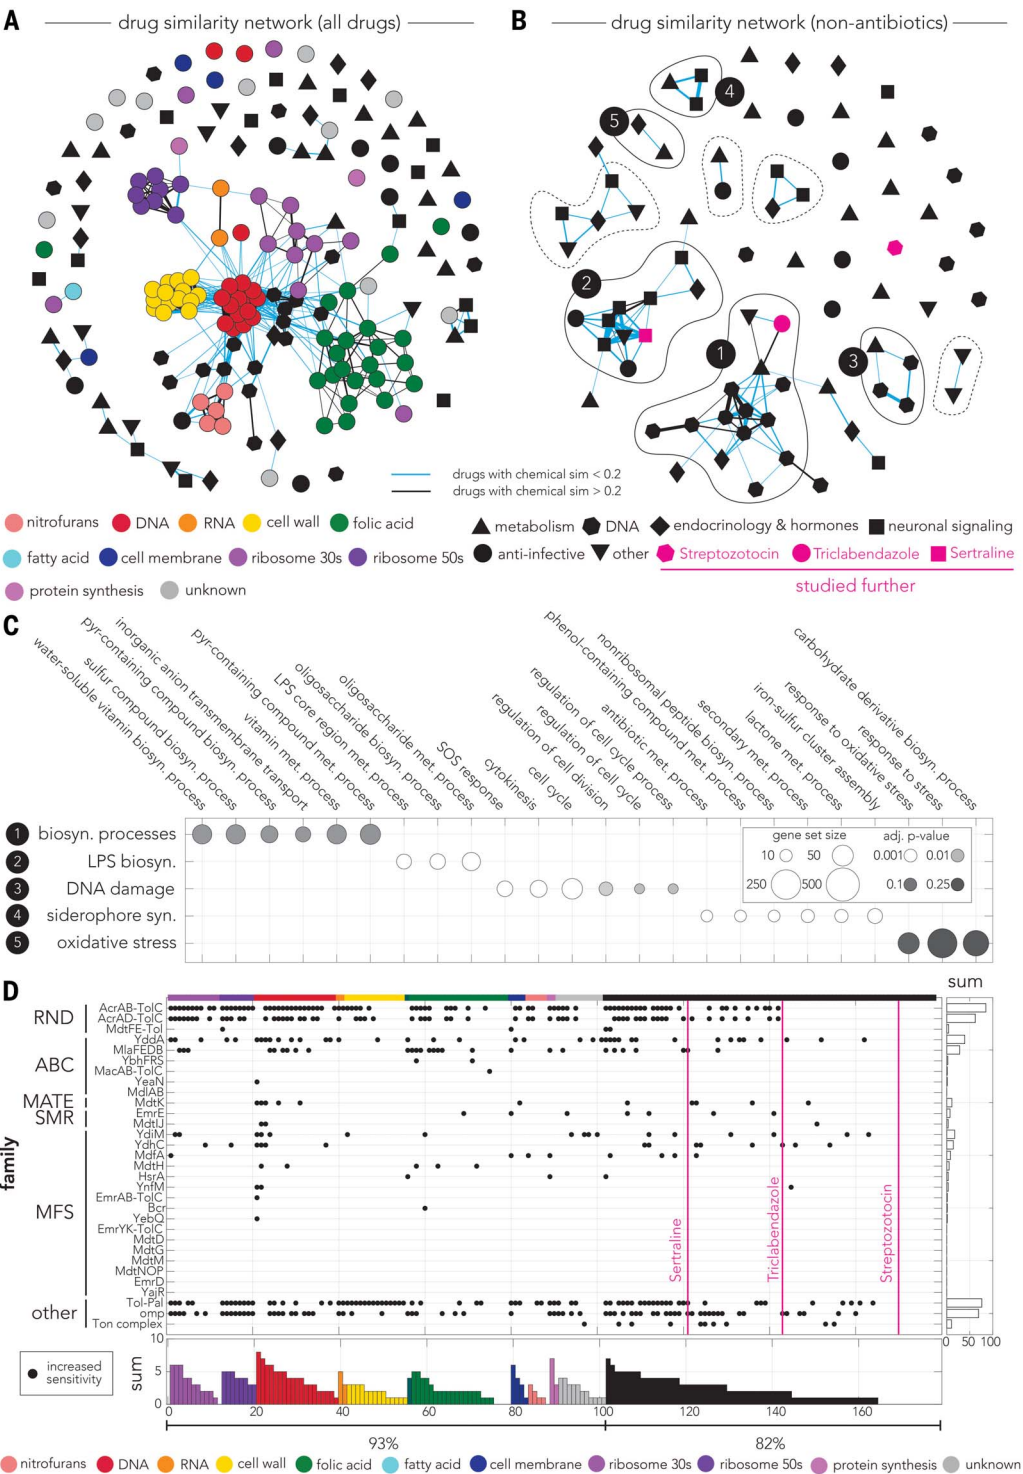 A
drug similarity network (all drugs)
B
drug similarity network (non-antibiotics)
4
5
2
1
3
drugs with chemical sim < 0.2
drugs with chemical sim > 0.2
nitrofurans DNA RNA cell wall folic acid
fatty acid cell membrane ribosome 30s ribosome 50s
protein synthesis unknown
metabolism DNA endocrinology & hormones neuronal signaling
anti-infective other Streptozotocin Triclabendazole Sertraline
studied further
C
water-soluble vitamin biosyn. process
sulfur compound biosyn. process
pyr-containing compound biosyn. process
inorganic anion transmembrane transport
vitamin met. process
pyr-containing compound met. process
LPS core region met. process
oligosaccharide biosyn. process
oligosaccharide met. process
SOS response
cytokinesis
cell cycle
regulation of cell division
regulation of cell cycle
regulation of cell cycle process
antibiotic met. process
phenol-containing compound met. process
nonribosomal peptide biosyn. process
secondary met. process
lactone met. process
iron-sulfur cluster assembly
response to oxidative stress
response to stress
carbohydrate derivative biosyn. process
1 biosyn. processes
2 LPS biosyn.
3 DNA damage
4 siderophore syn.
5 oxidative stress
gene set size adj. p-value
10 50 0.001 0.01
250 500 0.1 0.25
D
sum
family
RND
ABC
MATE
SMR
MFS
other
AcrAB-TolC
AcrAD-TolC
MdtFE-Tol
YddA
MlaFEDB
YbhFRS
MacAB-TolC
YeaN
MdlAB
MdtK
EmrE
MdtIJ
YdiM
YdhC
MdfA
MdtH
HsrA
YnfM
EmrAB-TolC
Bcr
YebQ
EmrYK-TolC
MdtD
MdtG
MdtM
MdtNOP
EmrD
YajR
Tol-Pal
omp
Ton complex
Sertraline
Triclabendazole
Streptozotocin
0 50 100
increased
sensitivity
sum
10
5
0
0 20 40 60 80 100 120 140 160
93% 82%
nitrofurans DNA RNA cell wall folic acid fatty acid cell membrane ribosome 30s ribosome 50s protein synthesis unknown